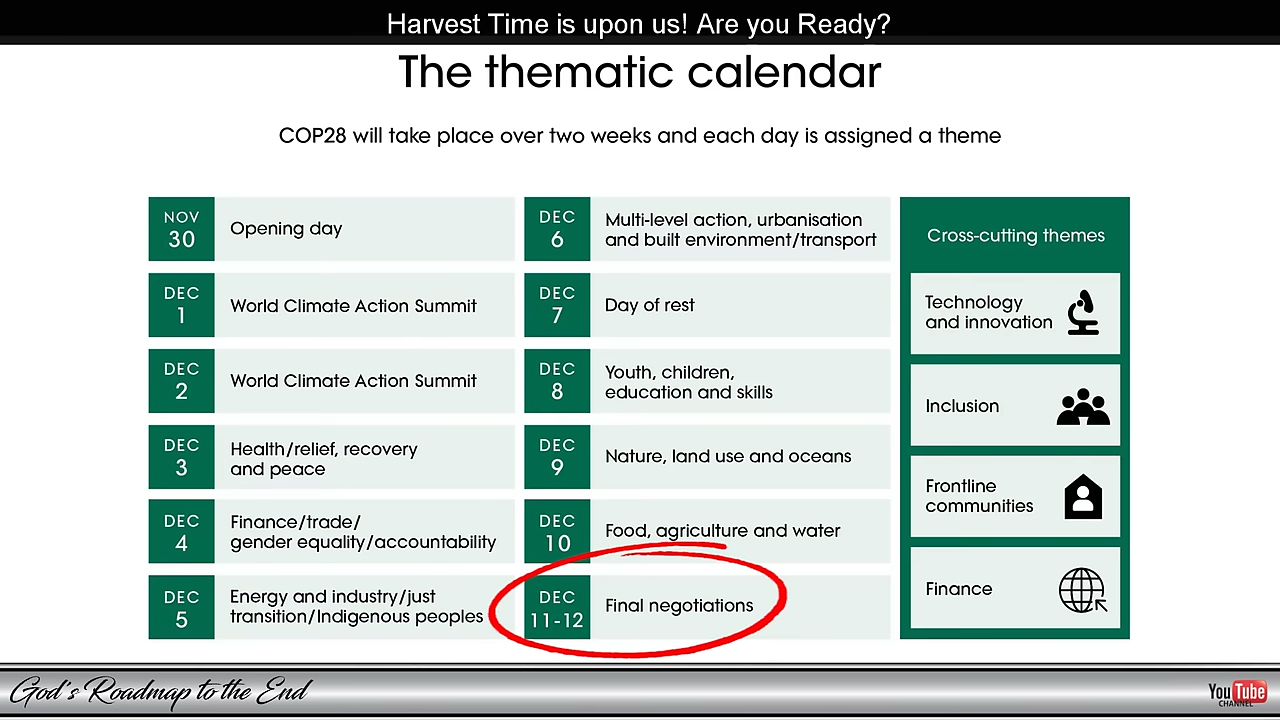 Harvest Time is upon us! Are you Ready?
The thematic calendar
COP28 will take place over two weeks and each day is assigned a theme
NOV
30
Opening day
DEC
1
World Climate Action Summit
DEC
2
World Climate Action Summit
DEC
3
Health/relief, recovery
and peace
DEC
4
Finance/trade/
gender equality/accountability
DEC
5
Energy and industry/just
transition/Indigenous peoples
DEC
6
Multi-level action, urbanisation
and built environment/transport
DEC
7
Day of rest
DEC
8
Youth, children,
education and skills
DEC
9
Nature, land use and oceans
DEC
10
Food, agriculture and water
DEC
11-12
Final negotiations
Cross-cutting themes
Technology
and innovation
Inclusion
Frontline
communities
Finance
God's Roadmap to the End
YouTube
CHANNEL